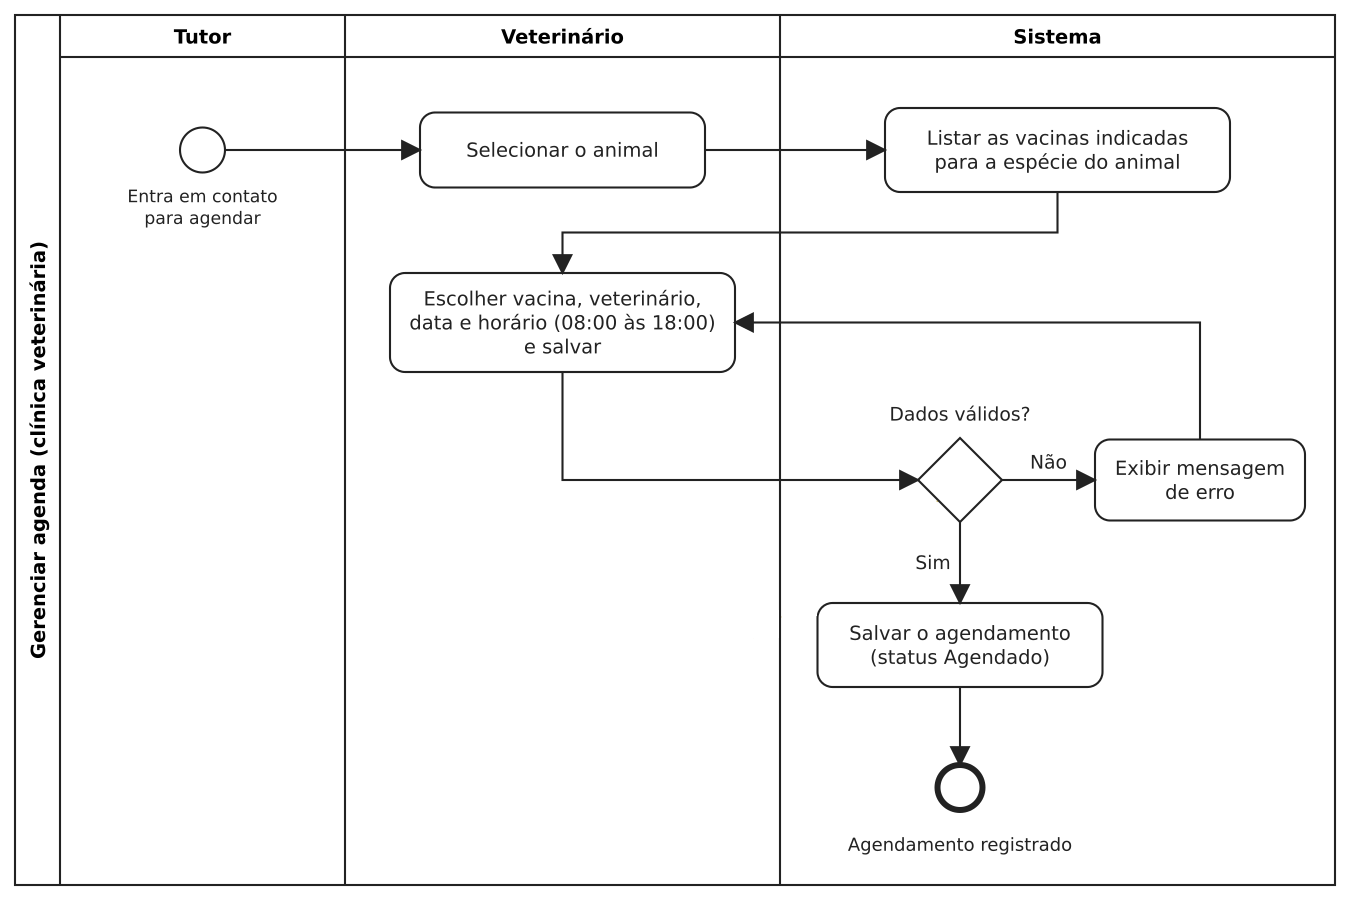 Gerenciar agenda (clínica veterinária)
Tutor
Veterinário
Sistema
Entra em contato
para agendar
Selecionar o animal
Listar as vacinas indicadas
para a espécie do animal
Escolher vacina, veterinário,
data e horário (08:00 às 18:00)
e salvar
Dados válidos?
Não
Exibir mensagem
de erro
Sim
Salvar o agendamento
(status Agendado)
Agendamento registrado